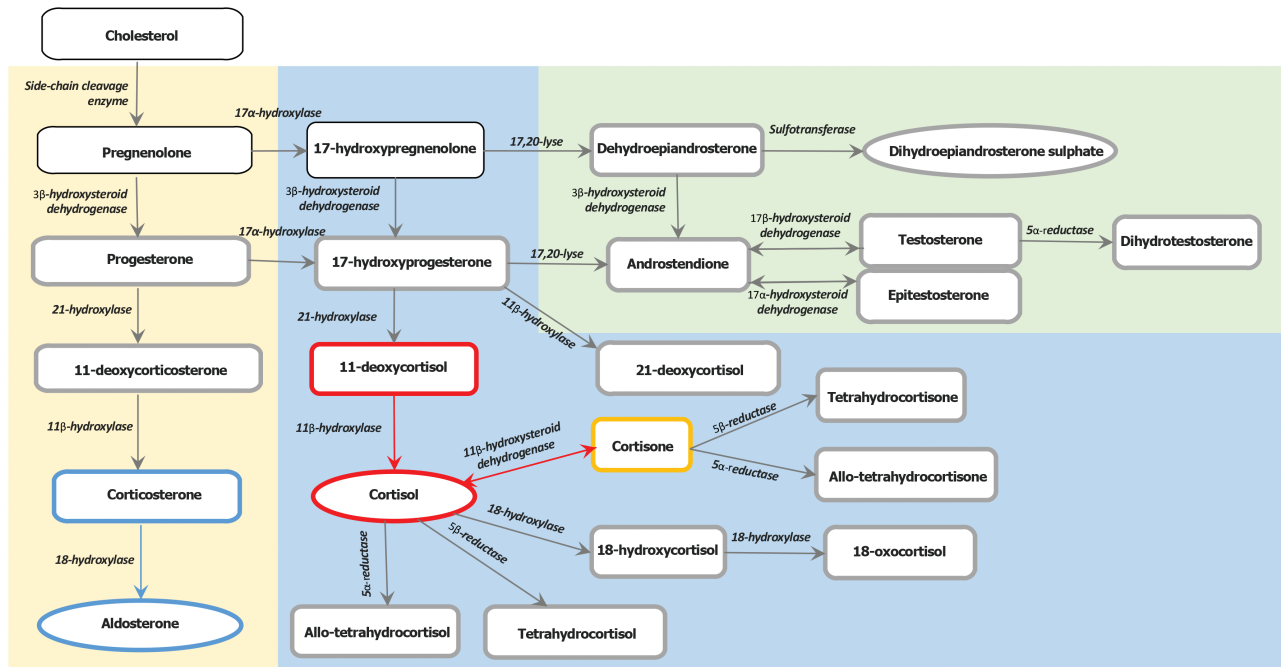 Cholesterol
Side-chain cleavage
enzyme
17α-hydroxylase
Pregnenolone
17-hydroxypregnenolone
17,20-lyse
Dehydroepiandrosterone
Sulfotransferase
Dihydroepiandrosterone sulphate
3β-hydroxysteroid
dehydrogenase
3β-hydroxysteroid
dehydrogenase
3β-hydroxysteroid
dehydrogenase
17α-hydroxylase
Progesterone
17-hydroxyprogesterone
17,20-lyse
Androstendione
17β-hydroxysteroid
dehydrogenase
Testosterone
5α-reductase
Dihydrotestosterone
17α-hydroxysteroid
dehydrogenase
Epitestosterone
21-hydroxylase
21-hydroxylase
11β-hydroxylase
11-deoxycorticosterone
11-deoxycortisol
21-deoxycortisol
11β-hydroxylase
11β-hydroxylase
11β-hydroxysteroid
dehydrogenase
Cortisone
5β-reductase
Tetrahydrocortisone
5α-reductase
Allo-tetrahydrocortisone
Corticosterone
Cortisol
18-hydroxylase
18-hydroxycortisol
18-hydroxylase
18-oxocortisol
18-hydroxylase
5α-reductase
5β-reductase
Aldosterone
Allo-tetrahydrocortisol
Tetrahydrocortisol